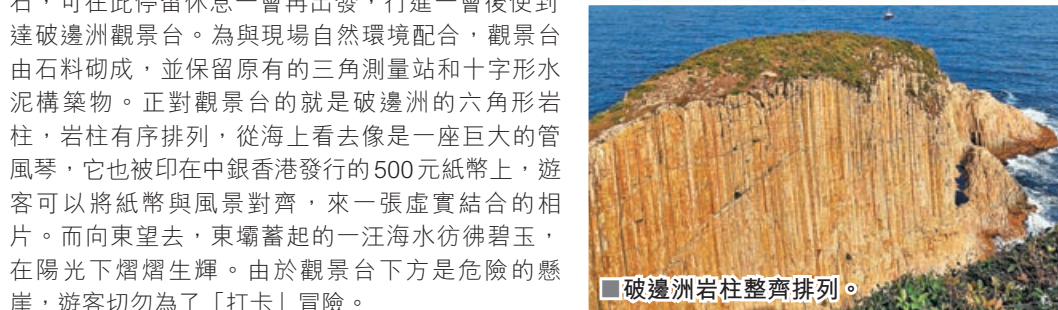 石，可在此停留休息一會再出發，行進一會後便到
達破邊洲觀景台。為與現場自然環境配合，觀景台
由石料砌成，並保留原有的三角測量站和十字形水
泥構築物。正對觀景台的就是破邊洲的六角形岩
柱，岩柱有序排列，從海上看去像是一座巨大的管
風琴，它也被印在中銀香港發行的500元紙幣上，遊
客可以將紙幣與風景對齊，來一張虛實結合的相
片。而向東望去，東壩蓄起的一汪海水彷彿碧玉，
在陽光下熠熠生輝。由於觀景台下方是危險的懸
崖，遊客切勿為了「打卡」冒險。
■破邊洲岩柱整齊排列。